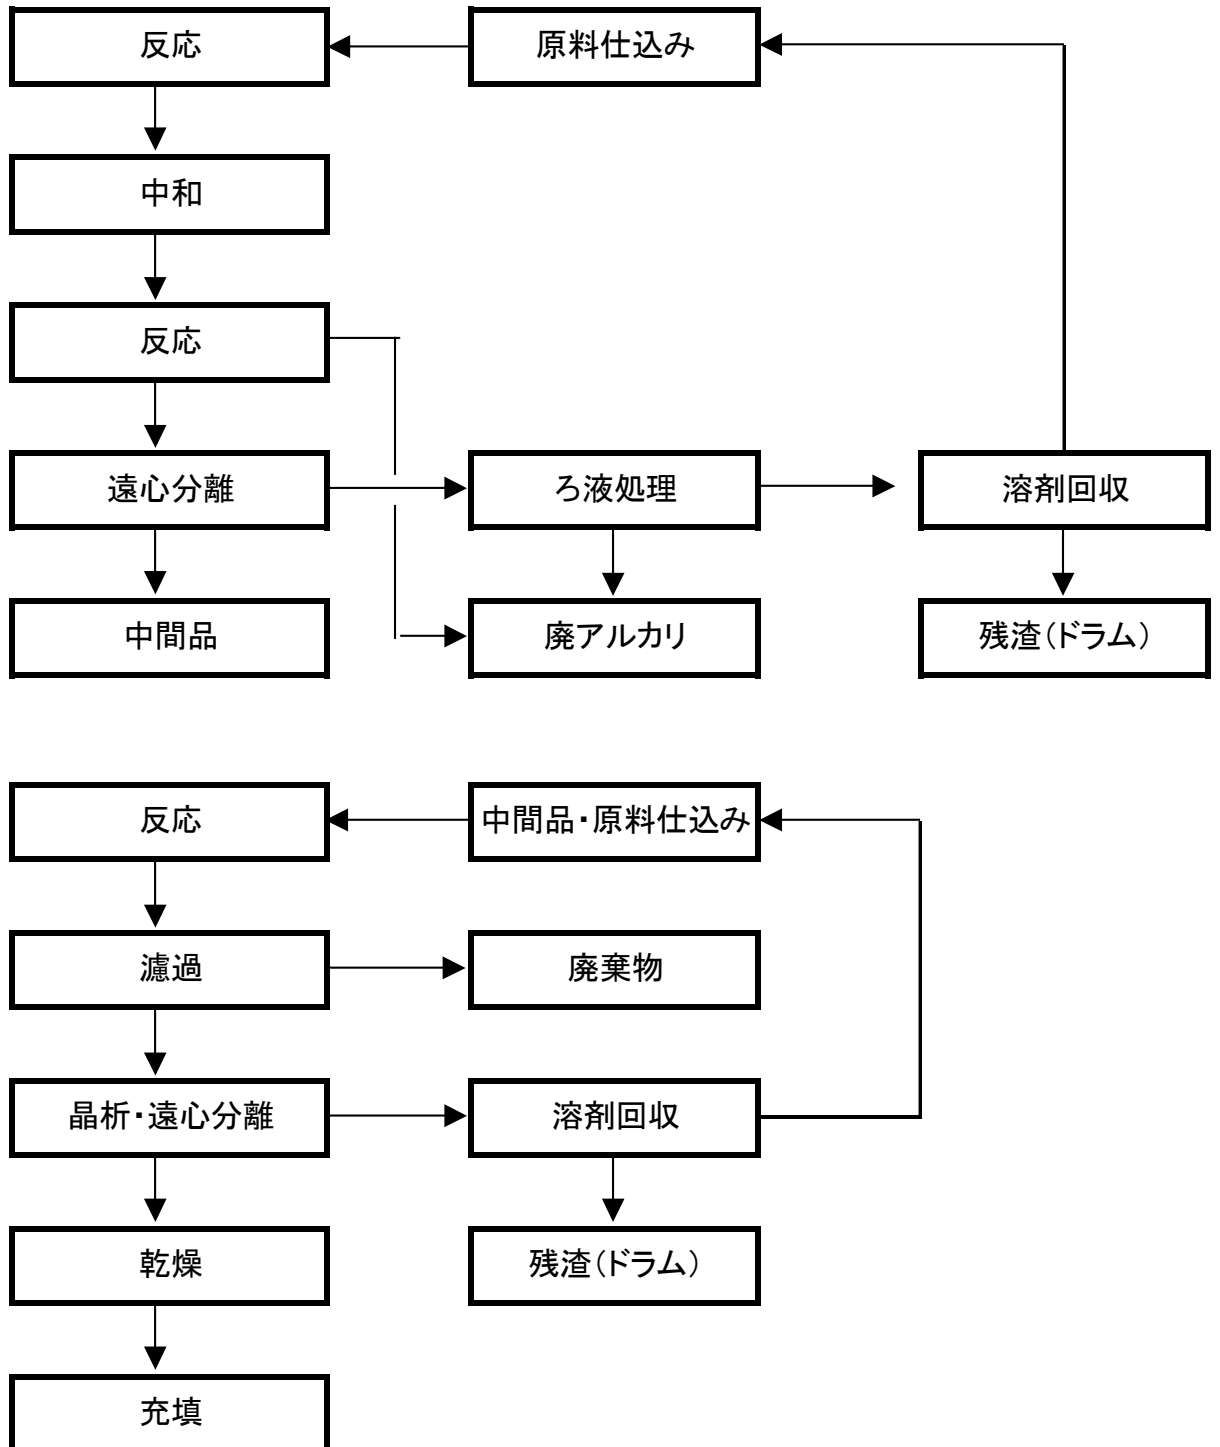 反応
原料仕込み
中和
反応
遠心分離
ろ液処理
溶剤回収
中間品
廃アルカリ
残渣(ドラム)
反応
中間品・原料仕込み
濾過
廃棄物
晶析・遠心分離
溶剤回収
乾燥
残渣(ドラム)
充填